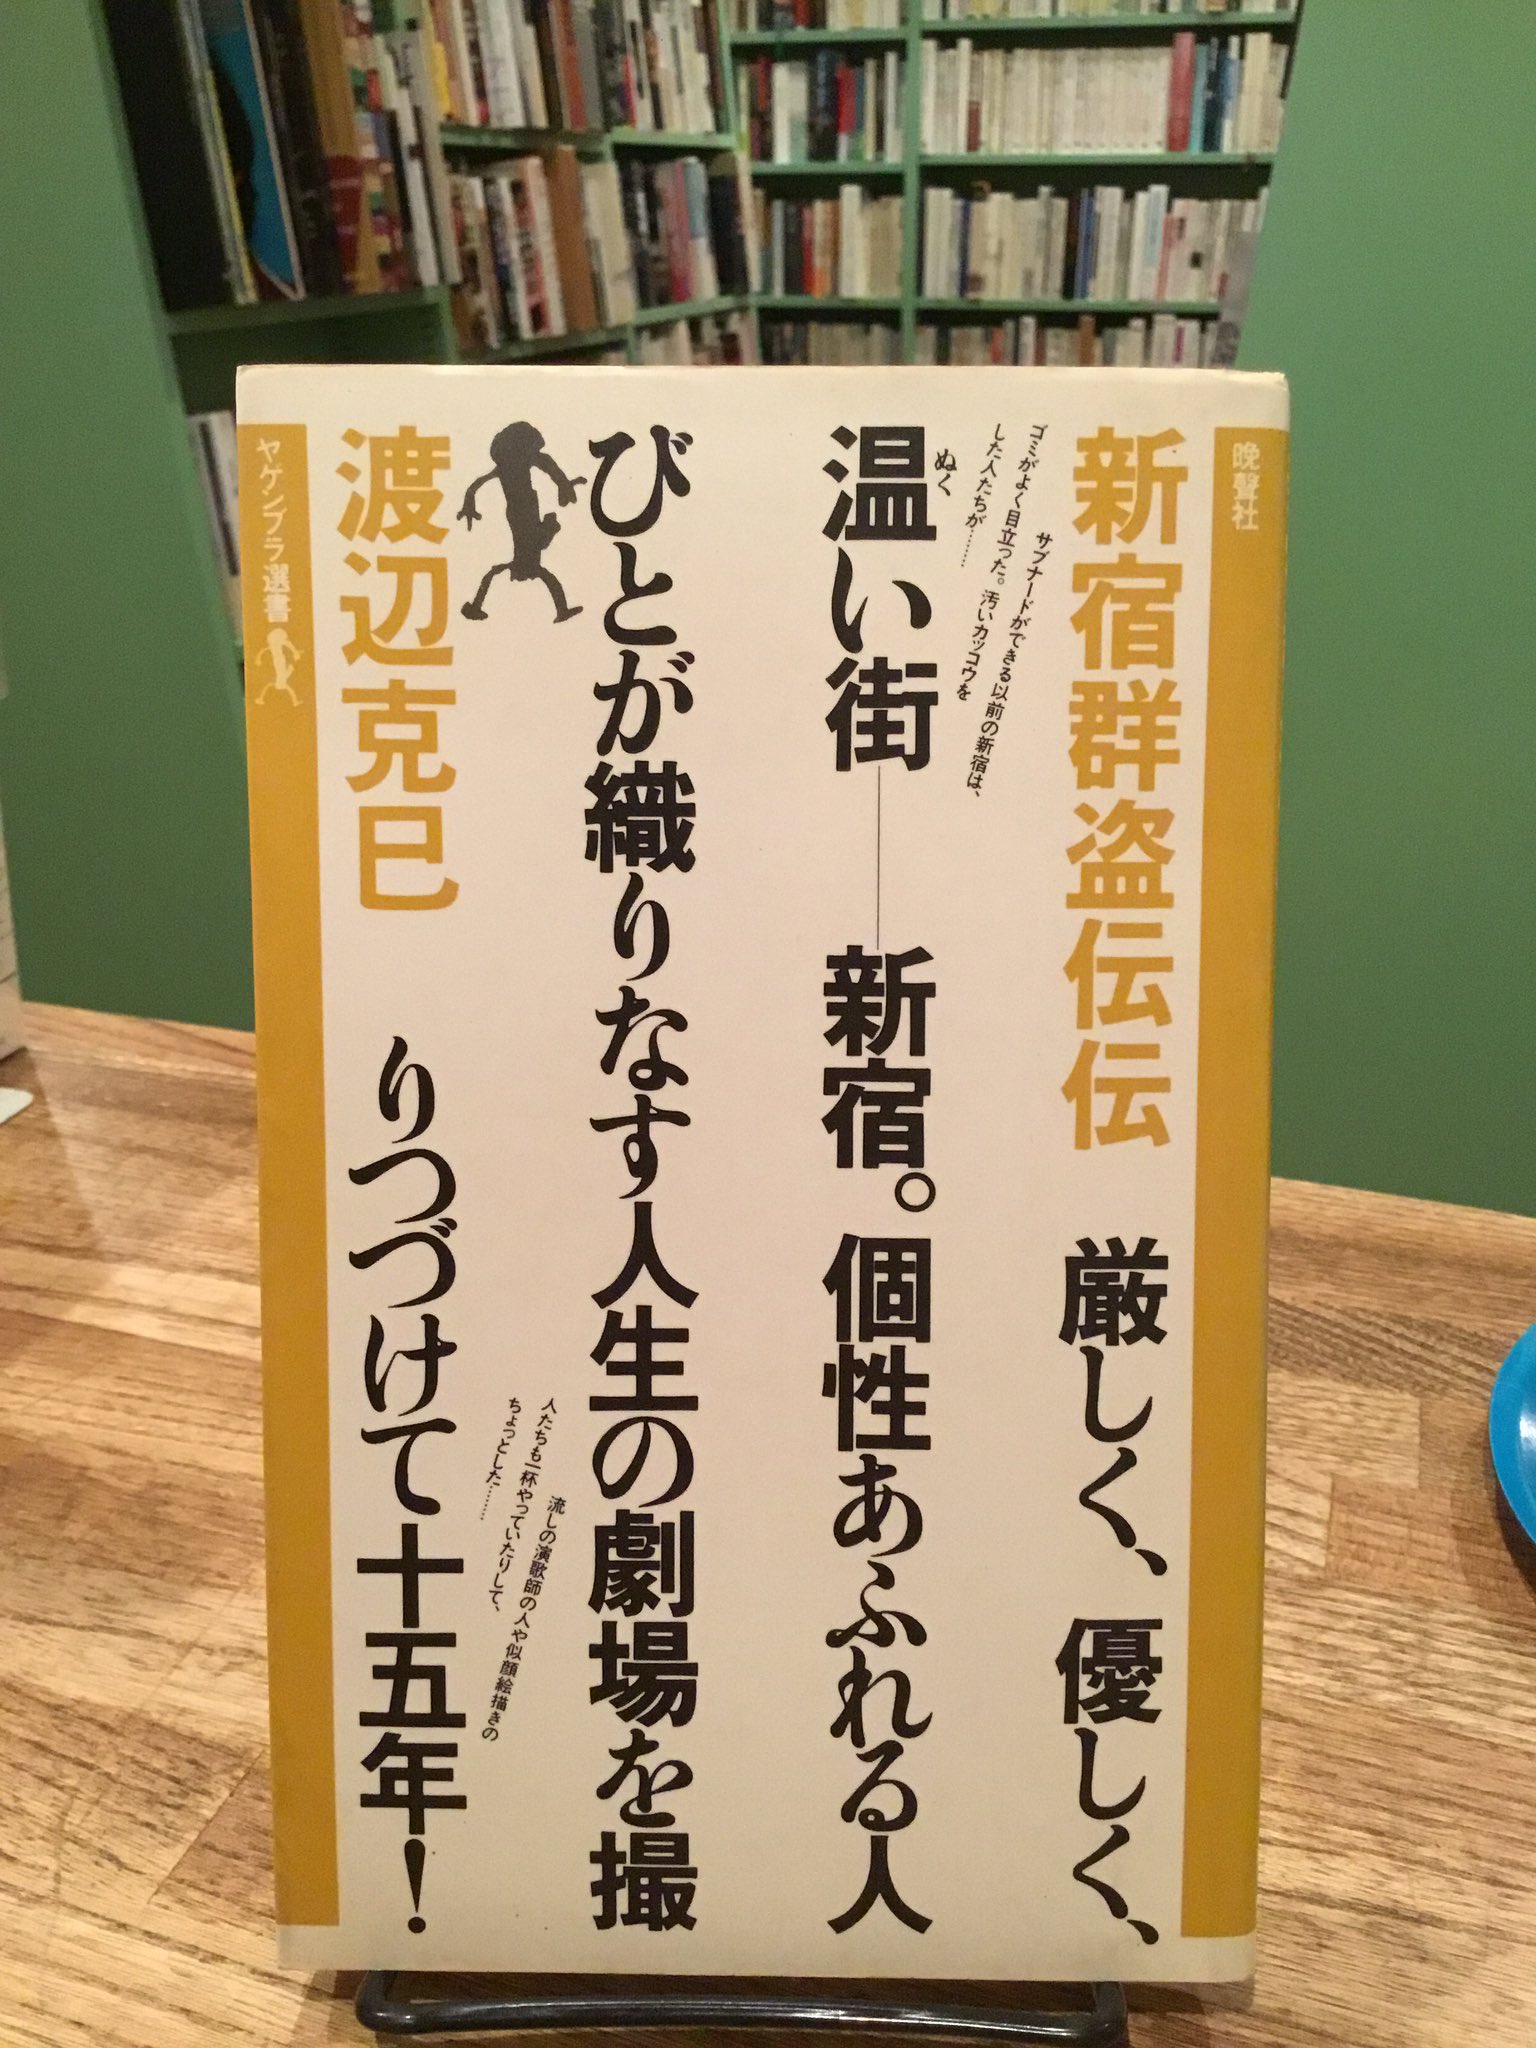 晩聲社
新宿群盗伝伝 厳しく、優しく、
サブナードができる以前の新宿は、
ゴミがよく目立った。汚いカッコウを
した人たちが………
ぬく
温い街――新宿。個性あふれる人
びとが織りなす人生の劇場を撮
流しの演歌師の人や似顔絵描きの
人たちも一杯やっていたりして、
ちょっとした………
渡辺克巳 りつづけて十五年！
ヤゲンブラ選書